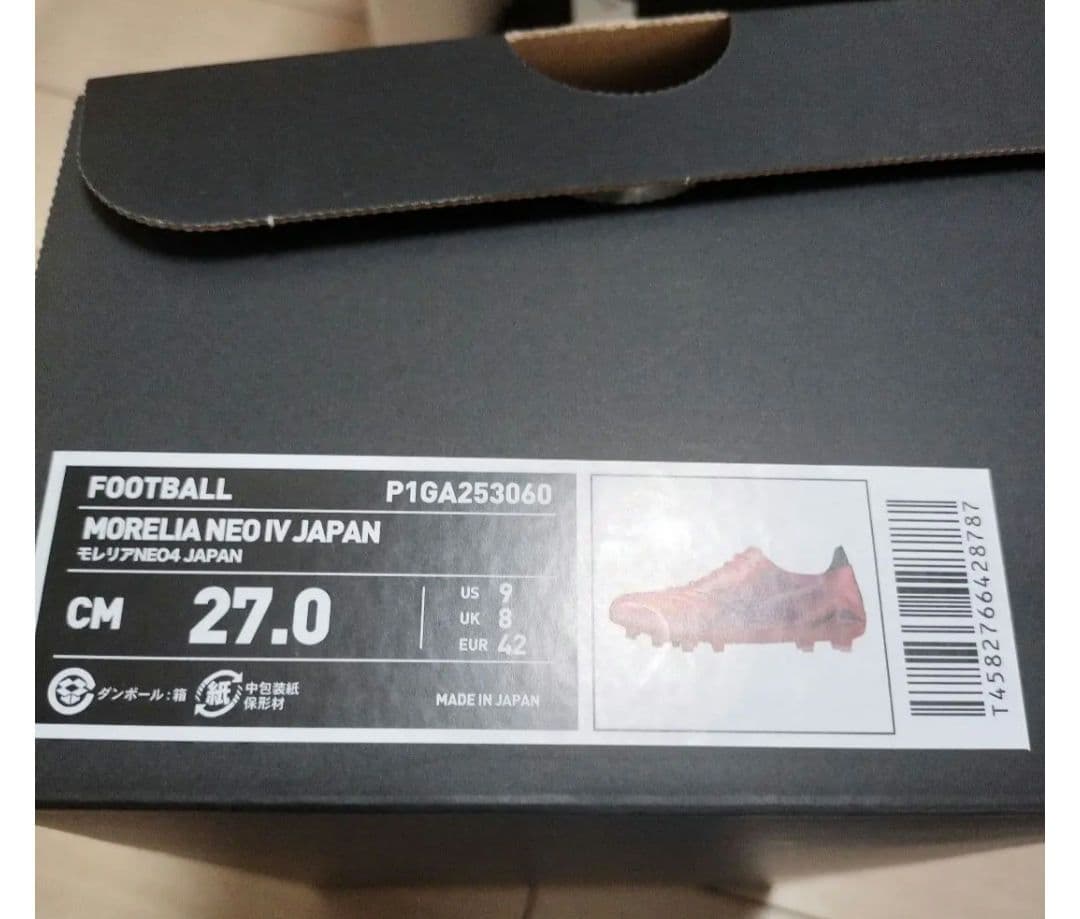 FOOTBALL P1GA253060
MORELIA NEO IV JAPAN
モレリアNEO4 JAPAN
CM 27.0
US 9
UK 8
EUR 42
ダンボール:箱
紙 中包装紙
保形材
MADE IN JAPAN
T4582766428787